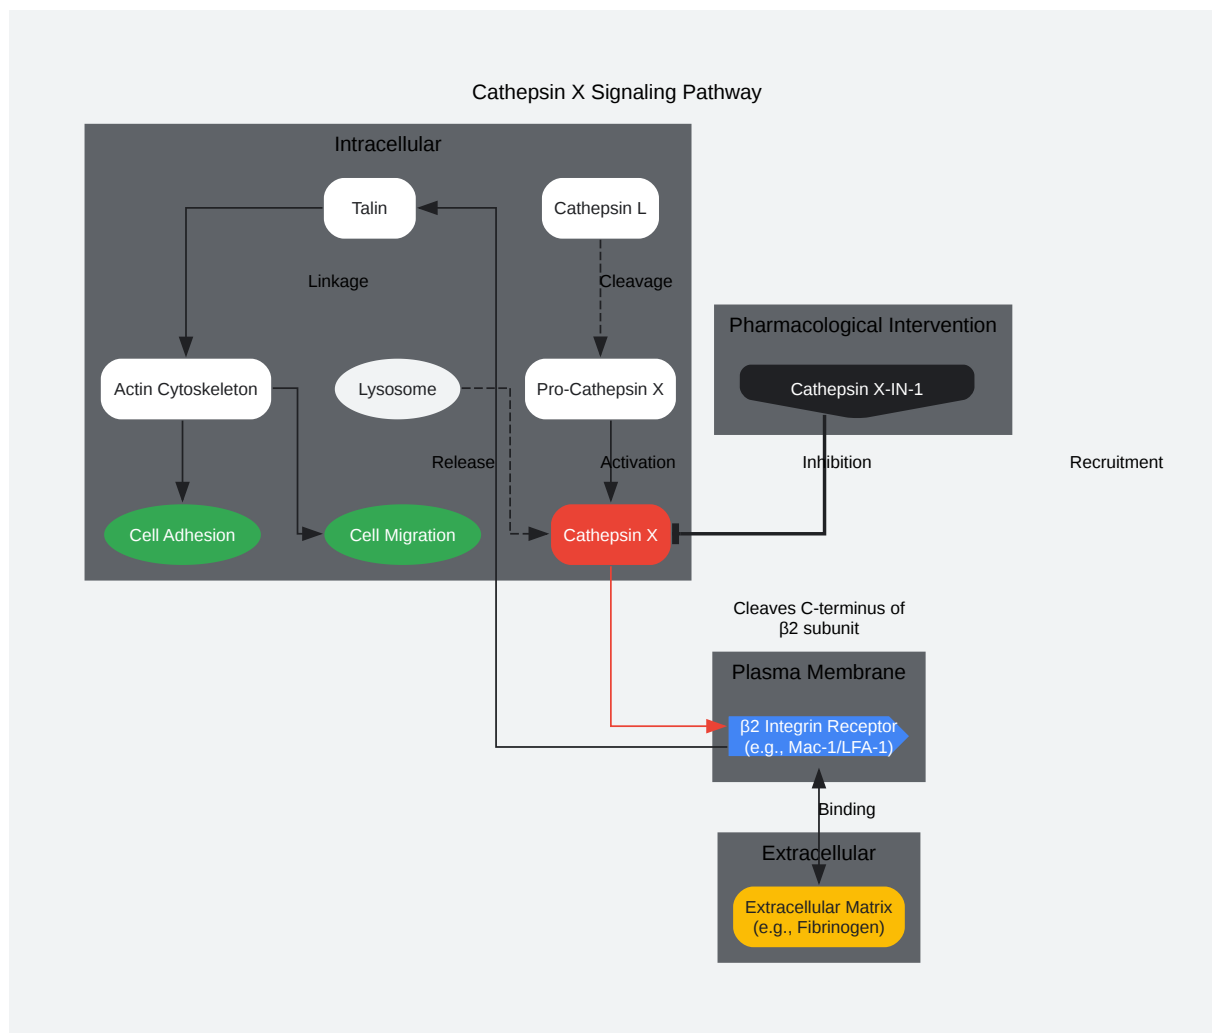 Cathepsin X Signaling Pathway
Intracellular
Talin
Cathepsin L
Linkage
Cleavage
Pharmacological Intervention
Actin Cytoskeleton
Lysosome
Pro-Cathepsin X
Cathepsin X-IN-1
Release
Activation
Inhibition
Recruitment
Cell Adhesion
Cell Migration
Cathepsin X
Cleaves C-terminus of
β2 subunit
Plasma Membrane
β2 Integrin Receptor
(e.g., Mac-1/LFA-1)
Binding
Extracellular
Extracellular Matrix
(e.g., Fibrinogen)